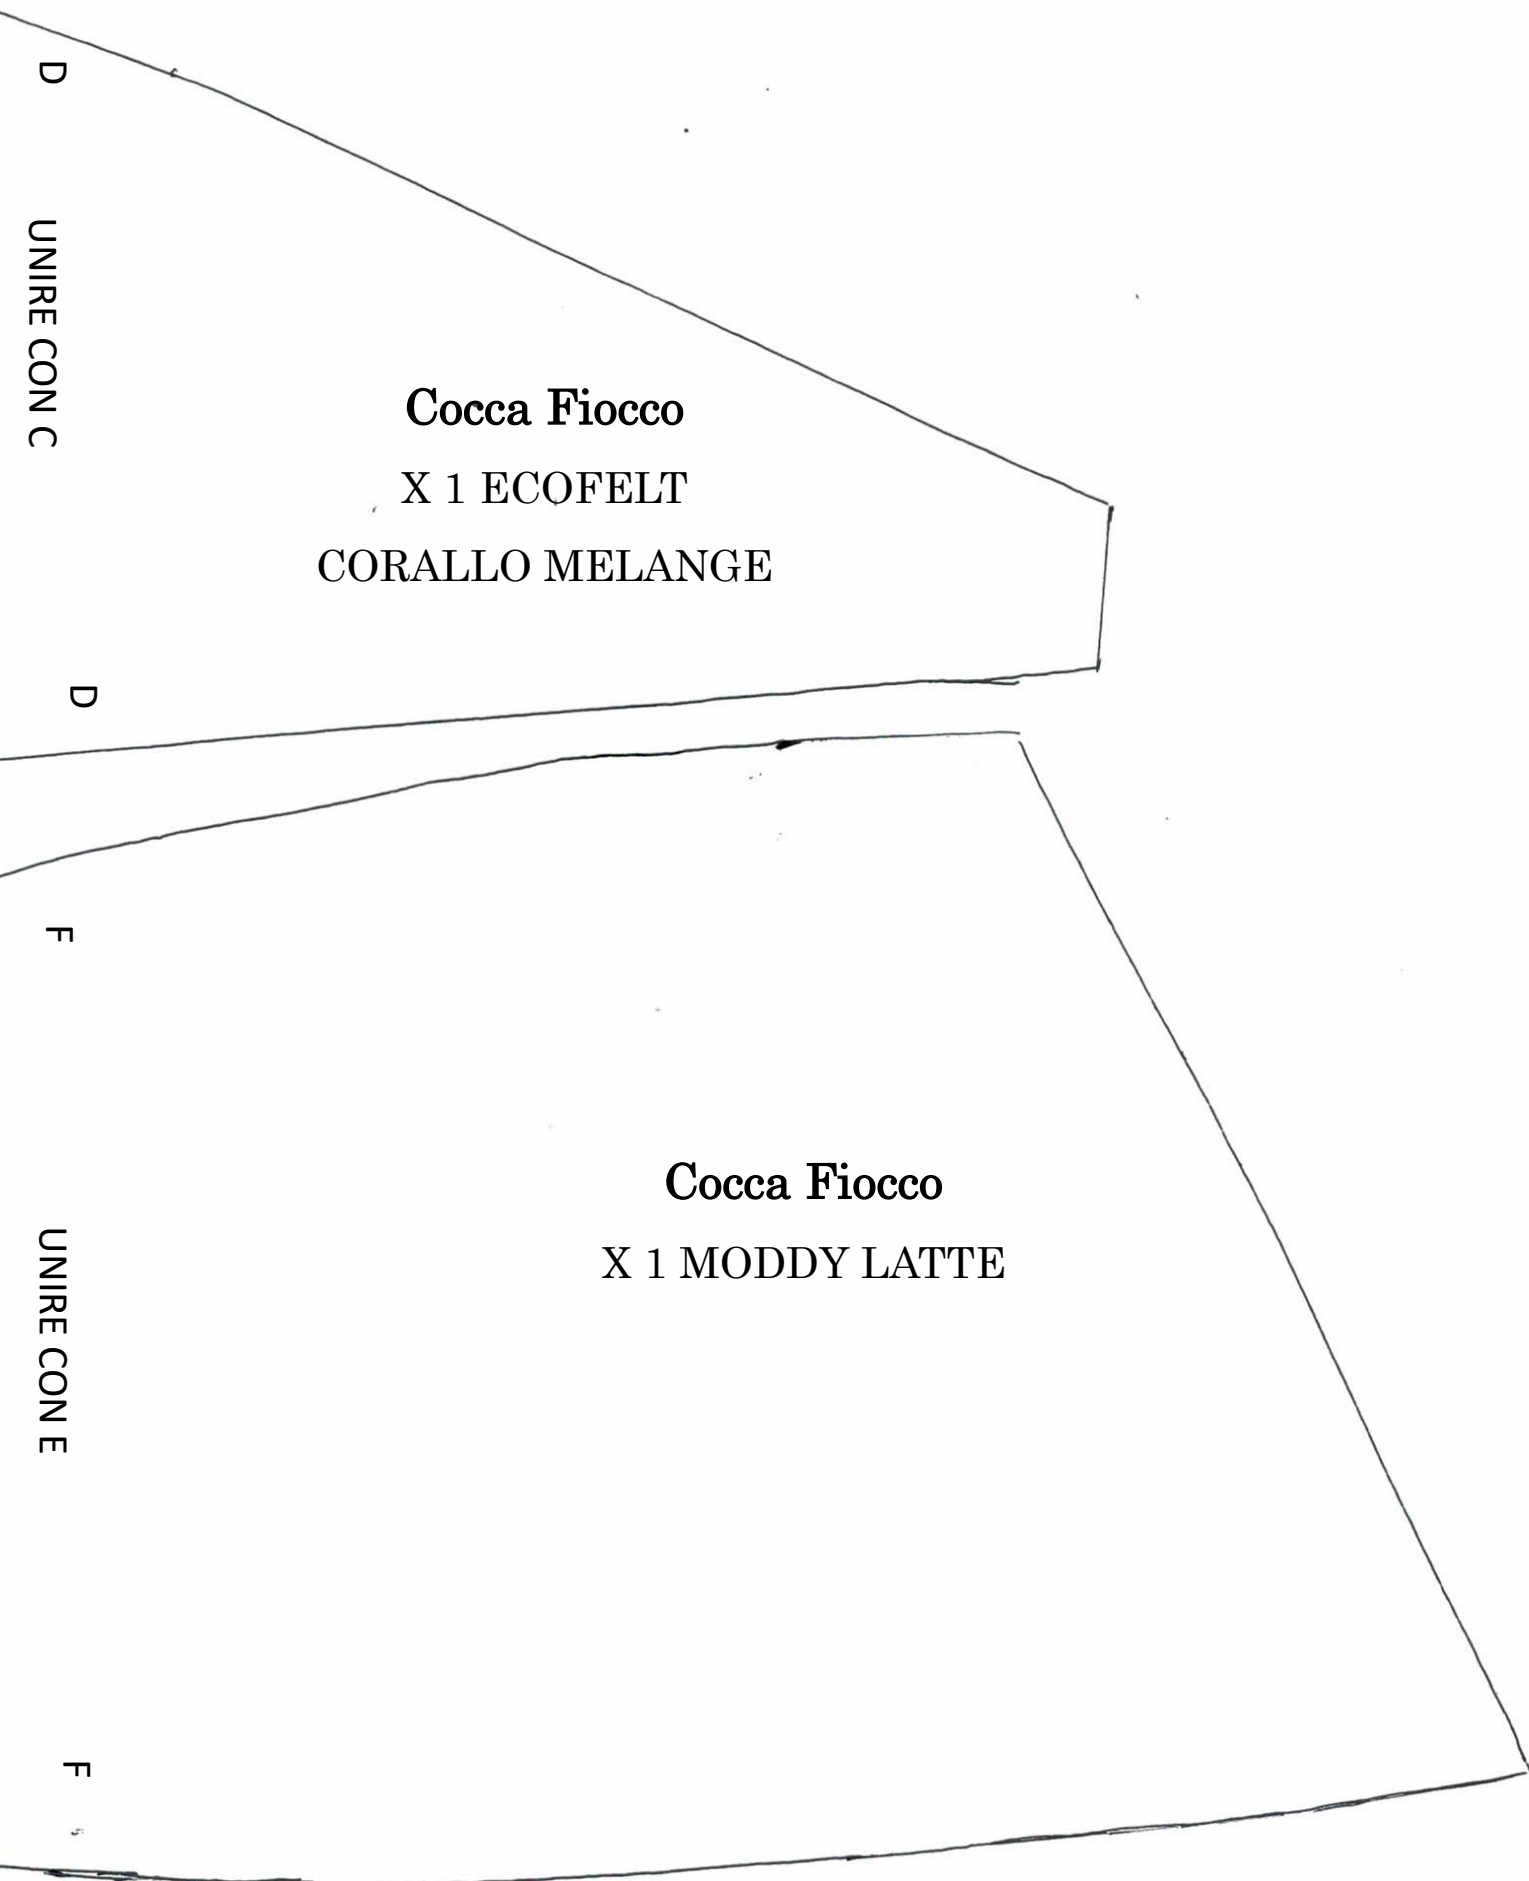 D
UNIRE CON C
Cocca Fiocco
X 1 ECOFELT
CORALLO MELANGE
D
F
Cocca Fiocco
X 1 MODDY LATTE
UNIRE CON E
F